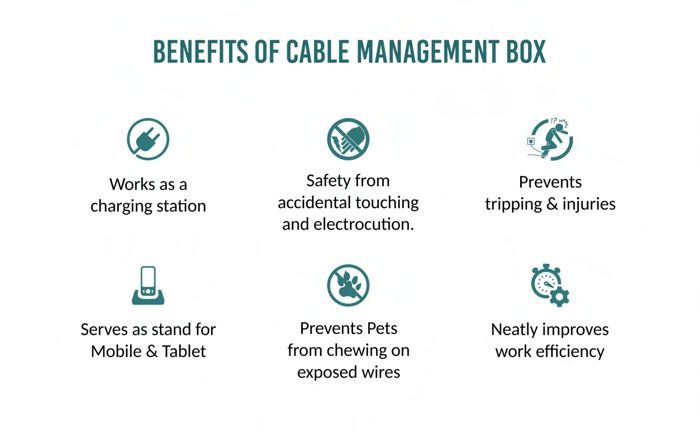 BENEFITS OF CABLE MANAGEMENT BOX
Works as a
charging station
Safety from
accidental touching
and electrocution.
Prevents
tripping & injuries
Serves as stand for
Mobile & Tablet
Prevents Pets
from chewing on
exposed wires
Neatly improves
work efficiency